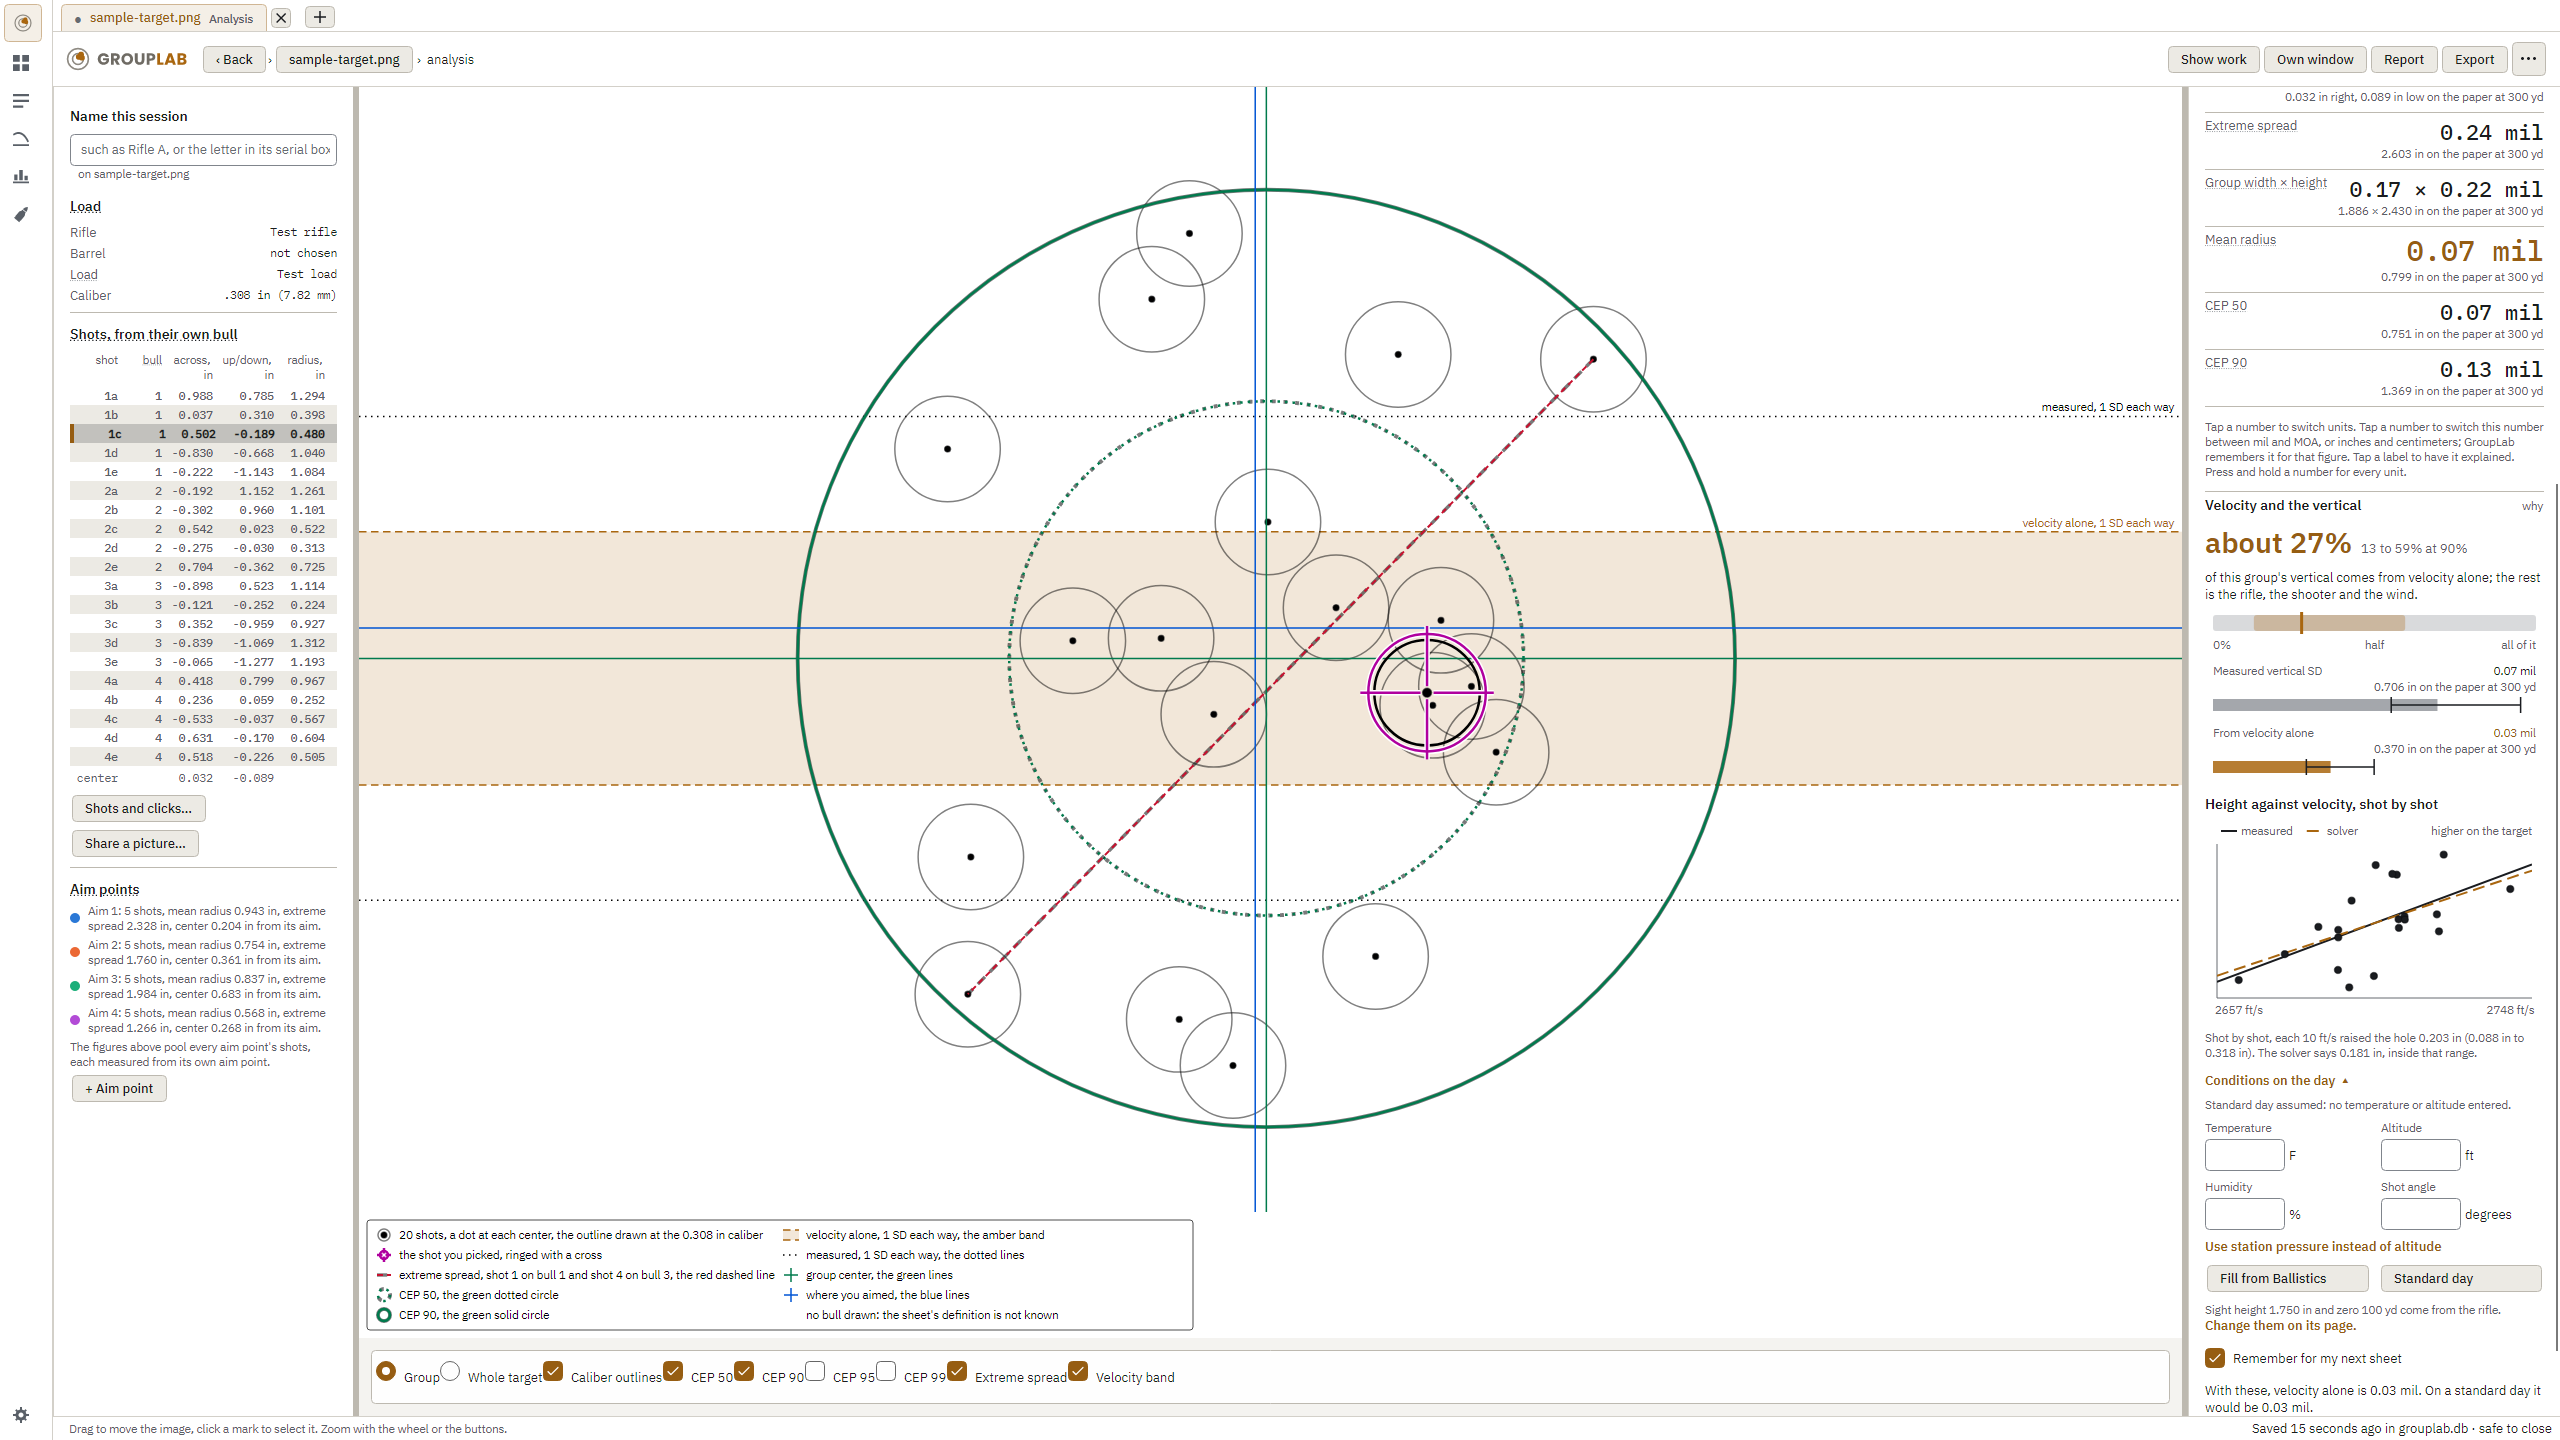 sample-target.png Analysis
GROUPLAB
‹ Back › sample-target.png › analysis
Show work
Own window
Report
Export
Name this session
such as Rifle A, or the letter in its serial box
on sample-target.png
Load
Rifle Test rifle
Barrel not chosen
Load Test load
Caliber .308 in (7.82 mm)
Shots, from their own bull
shot bull across, in up/down, in radius, in
1a 1 0.988 0.785 1.294
1b 1 0.037 0.310 0.398
1c 1 0.502 -0.189 0.480
1d 1 -0.830 -0.668 1.040
1e 1 -0.222 -1.143 1.084
2a 2 -0.192 1.152 1.261
2b 2 -0.302 0.960 1.101
2c 2 0.542 0.023 0.522
2d 2 -0.275 -0.030 0.313
2e 2 0.704 -0.362 0.725
3a 3 -0.898 0.523 1.114
3b 3 -0.121 -0.252 0.224
3c 3 0.352 -0.959 0.927
3d 3 -0.839 -1.069 1.312
3e 3 -0.065 -1.277 1.193
4a 4 0.418 0.799 0.967
4b 4 0.236 0.059 0.252
4c 4 -0.533 -0.037 0.567
4d 4 0.631 -0.170 0.604
4e 4 0.518 -0.226 0.505
center 0.032 -0.089
Shots and clicks...
Share a picture...
Aim points
Aim 1: 5 shots, mean radius 0.943 in, extreme
spread 2.328 in, center 0.204 in from its aim.
Aim 2: 5 shots, mean radius 0.754 in, extreme
spread 1.760 in, center 0.361 in from its aim.
Aim 3: 5 shots, mean radius 0.837 in, extreme
spread 1.984 in, center 0.683 in from its aim.
Aim 4: 5 shots, mean radius 0.568 in, extreme
spread 1.266 in, center 0.268 in from its aim.
The figures above pool every aim point's shots,
each measured from its own aim point.
+ Aim point
measured, 1 SD each way
velocity alone, 1 SD each way
20 shots, a dot at each center, the outline drawn at the 0.308 in caliber
the shot you picked, ringed with a cross
extreme spread, shot 1 on bull 1 and shot 4 on bull 3, the red dashed line
CEP 50, the green dotted circle
CEP 90, the green solid circle
velocity alone, 1 SD each way, the amber band
measured, 1 SD each way, the dotted lines
group center, the green lines
where you aimed, the blue lines
no bull drawn: the sheet's definition is not known
Group Whole target Caliber outlines CEP 50 CEP 90 CEP 95 CEP 99 Extreme spread Velocity band
0.032 in right, 0.089 in low on the paper at 300 yd
Extreme spread 0.24 mil
2.603 in on the paper at 300 yd
Group width × height 0.17 × 0.22 mil
1.886 × 2.430 in on the paper at 300 yd
Mean radius 0.07 mil
0.799 in on the paper at 300 yd
CEP 50 0.07 mil
0.751 in on the paper at 300 yd
CEP 90 0.13 mil
1.369 in on the paper at 300 yd
Tap a number to switch units. Tap a number to switch this number
between mil and MOA, or inches and centimeters; GroupLab
remembers it for that figure. Tap a label to have it explained.
Press and hold a number for every unit.
Velocity and the vertical why
about 27% 13 to 59% at 90%
of this group's vertical comes from velocity alone; the rest
is the rifle, the shooter and the wind.
0% half all of it
Measured vertical SD 0.07 mil
0.706 in on the paper at 300 yd
From velocity alone 0.03 mil
0.370 in on the paper at 300 yd
Height against velocity, shot by shot
measured solver higher on the target
2657 ft/s 2748 ft/s
Shot by shot, each 10 ft/s raised the hole 0.203 in (0.088 in to
0.318 in). The solver says 0.181 in, inside that range.
Conditions on the day ▲
Standard day assumed: no temperature or altitude entered.
Temperature Altitude
F ft
Humidity Shot angle
% degrees
Use station pressure instead of altitude
Fill from Ballistics Standard day
Sight height 1.750 in and zero 100 yd come from the rifle.
Change them on its page.
Remember for my next sheet
With these, velocity alone is 0.03 mil. On a standard day it
would be 0.03 mil.
Drag to move the image, click a mark to select it. Zoom with the wheel or the buttons.
Saved 15 seconds ago in grouplab.db · safe to close